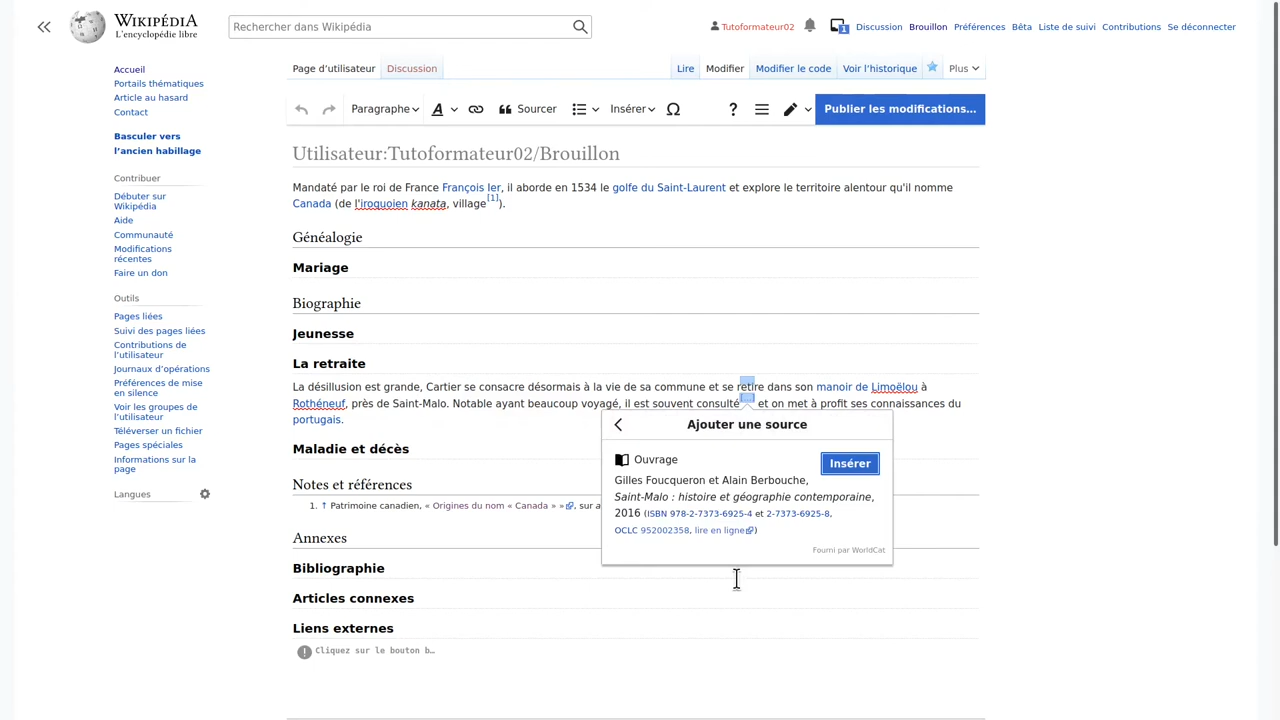 WIKIPÉDIA
L'encyclopédie libre
Rechercher dans Wikipédia
Tutoformateur02
1
Discussion Brouillon Préférences Bêta Liste de suivi Contributions Se déconnecter
Accueil
Portails thématiques
Article au hasard
Contact
Basculer vers
l'ancien habillage
Contribuer
Débuter sur
Wikipédia
Aide
Communauté
Modifications
récentes
Faire un don
Outils
Pages liées
Suivi des pages liées
Contributions de
l'utilisateur
Journaux d'opérations
Préférences de mise
en silence
Voir les groupes de
l'utilisateur
Téléverser un fichier
Pages spéciales
Informations sur la
page
Langues
Page d'utilisateur Discussion
Lire Modifier Modifier le code Voir l'historique Plus
Paragraphe A Sourcer Insérer Ω ? Publier les modifications...
Utilisateur:Tutoformateur02/Brouillon
Mandaté par le roi de France François Ier, il aborde en 1534 le golfe du Saint-Laurent et explore le territoire alentour qu'il nomme
Canada (de l'iroquoien kanata, village[1]).
Généalogie
Mariage
Biographie
Jeunesse
La retraite
La désillusion est grande, Cartier se consacre désormais à la vie de sa commune et se retire dans son manoir de Limoëlou à
Rothéneuf, près de Saint-Malo. Notable ayant beaucoup voyagé, il est souvent consulté et on met à profit ses connaissances du
portugais.
Maladie et décès
Notes et références
1. ↑ Patrimoine canadien, « Origines du nom « Canada » », sur a
Annexes
Bibliographie
Articles connexes
Liens externes
! Cliquez sur le bouton b…
Ajouter une source
Ouvrage
Insérer
Gilles Foucqueron et Alain Berbouche,
Saint-Malo : histoire et géographie contemporaine,
2016 (ISBN 978-2-7373-6925-4 et 2-7373-6925-8,
OCLC 952002358, lire en ligne)
Fourni par WorldCat